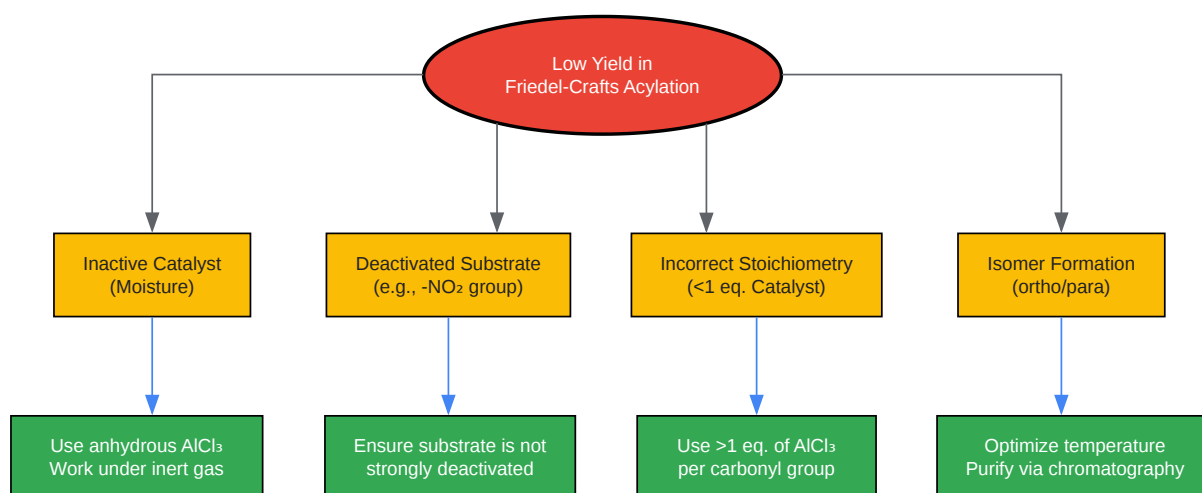 Low Yield in
Friedel-Crafts Acylation
Inactive Catalyst
(Moisture)
Deactivated Substrate
(e.g., -NO₂ group)
Incorrect Stoichiometry
(<1 eq. Catalyst)
Isomer Formation
(ortho/para)
Use anhydrous AlCl₃
Work under inert gas
Ensure substrate is not
strongly deactivated
Use >1 eq. of AlCl₃
per carbonyl group
Optimize temperature
Purify via chromatography